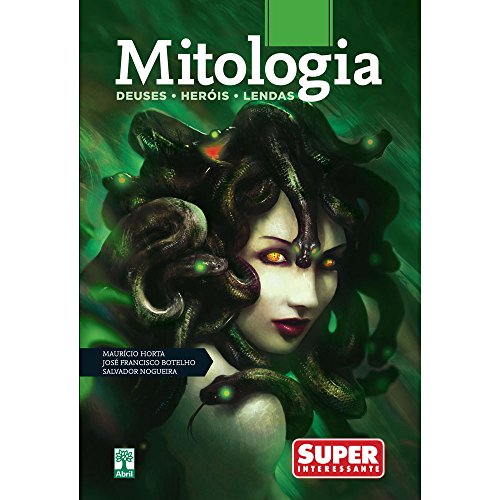 Mitologia
DEUSES • HERÓIS • LENDAS
MAURÍCIO HORTA
JOSÉ FRANCISCO BOTELHO
SALVADOR NOGUEIRA
Abril
SUPER
INTERESSANTE